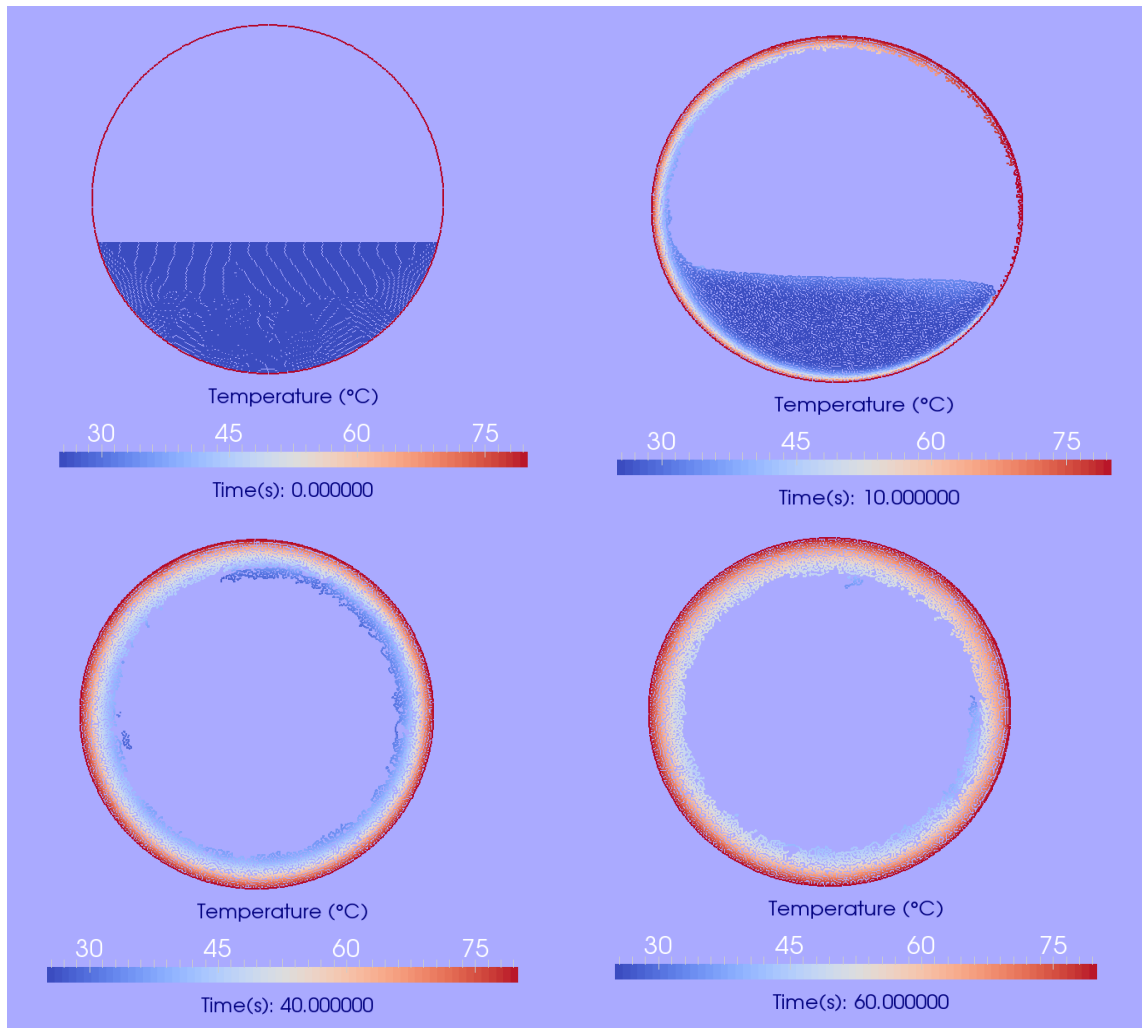 Temperature (°C)
30 45 60 75
Time(s): 0.000000
Temperature (°C)
30 45 60 75
Time(s): 10.000000
Temperature (°C)
30 45 60 75
Time(s): 40.000000
Temperature (°C)
30 45 60 75
Time(s): 60.000000